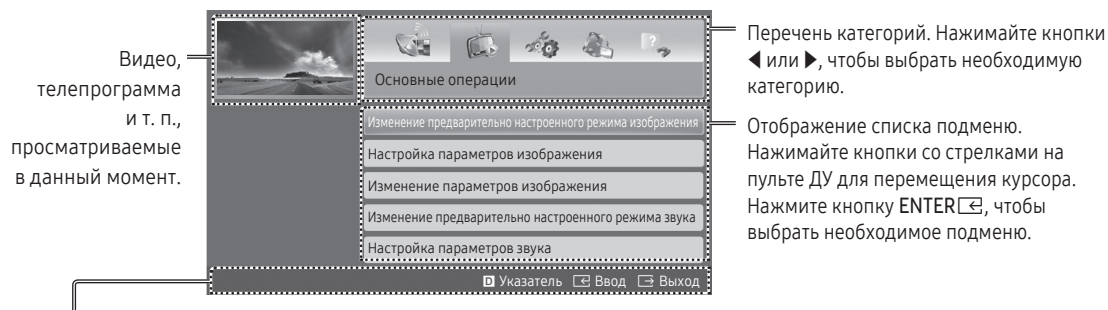 Видео,
телепрограмма
и т. п.,
просматриваемые
в данный момент.
Основные операции
Изменение предварительно настроенного режима изображения
Настройка параметров изображения
Изменение параметров изображения
Изменение предварительно настроенного режима звука
Настройка параметров звука
D Указатель Ввод Выход
Перечень категорий. Нажимайте кнопки
◀ или ▶, чтобы выбрать необходимую
категорию.
Отображение списка подменю.
Нажимайте кнопки со стрелками на
пульте ДУ для перемещения курсора.
Нажмите кнопку ENTER, чтобы
выбрать необходимое подменю.